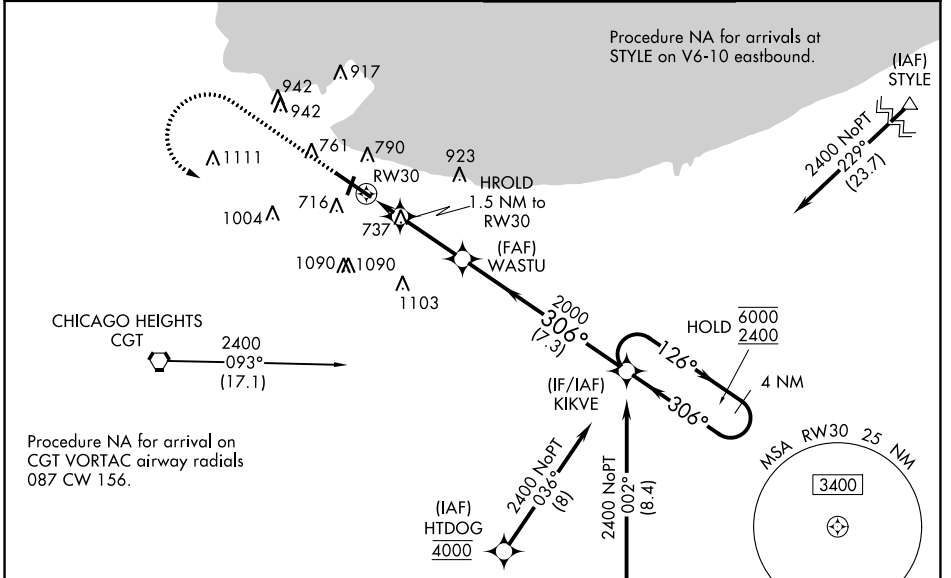 Procedure NA for arrivals at
STYLE on V6-10 eastbound.
(IAF)
STYLE
2400 NoPT
229°
(23.7)
917
942
942
761
790
1111
RW30
923
HROLD
1.5 NM to
RW30
716
1004
737
(FAF)
WASTU
1090
1090
1103
2000
306°
(7.3)
CHICAGO HEIGHTS
CGT
2400
093°
(17.1)
HOLD
6000
2400
126°
4 NM
306°
(IF/IAF)
KIKVE
Procedure NA for arrival on
CGT VORTAC airway radials
087 CW 156.
2400 NoPT
036°
(8)
2400 NoPT
002°
(8.4)
(IAF)
HTDOG
4000
MSA RW30 25 NM
3400